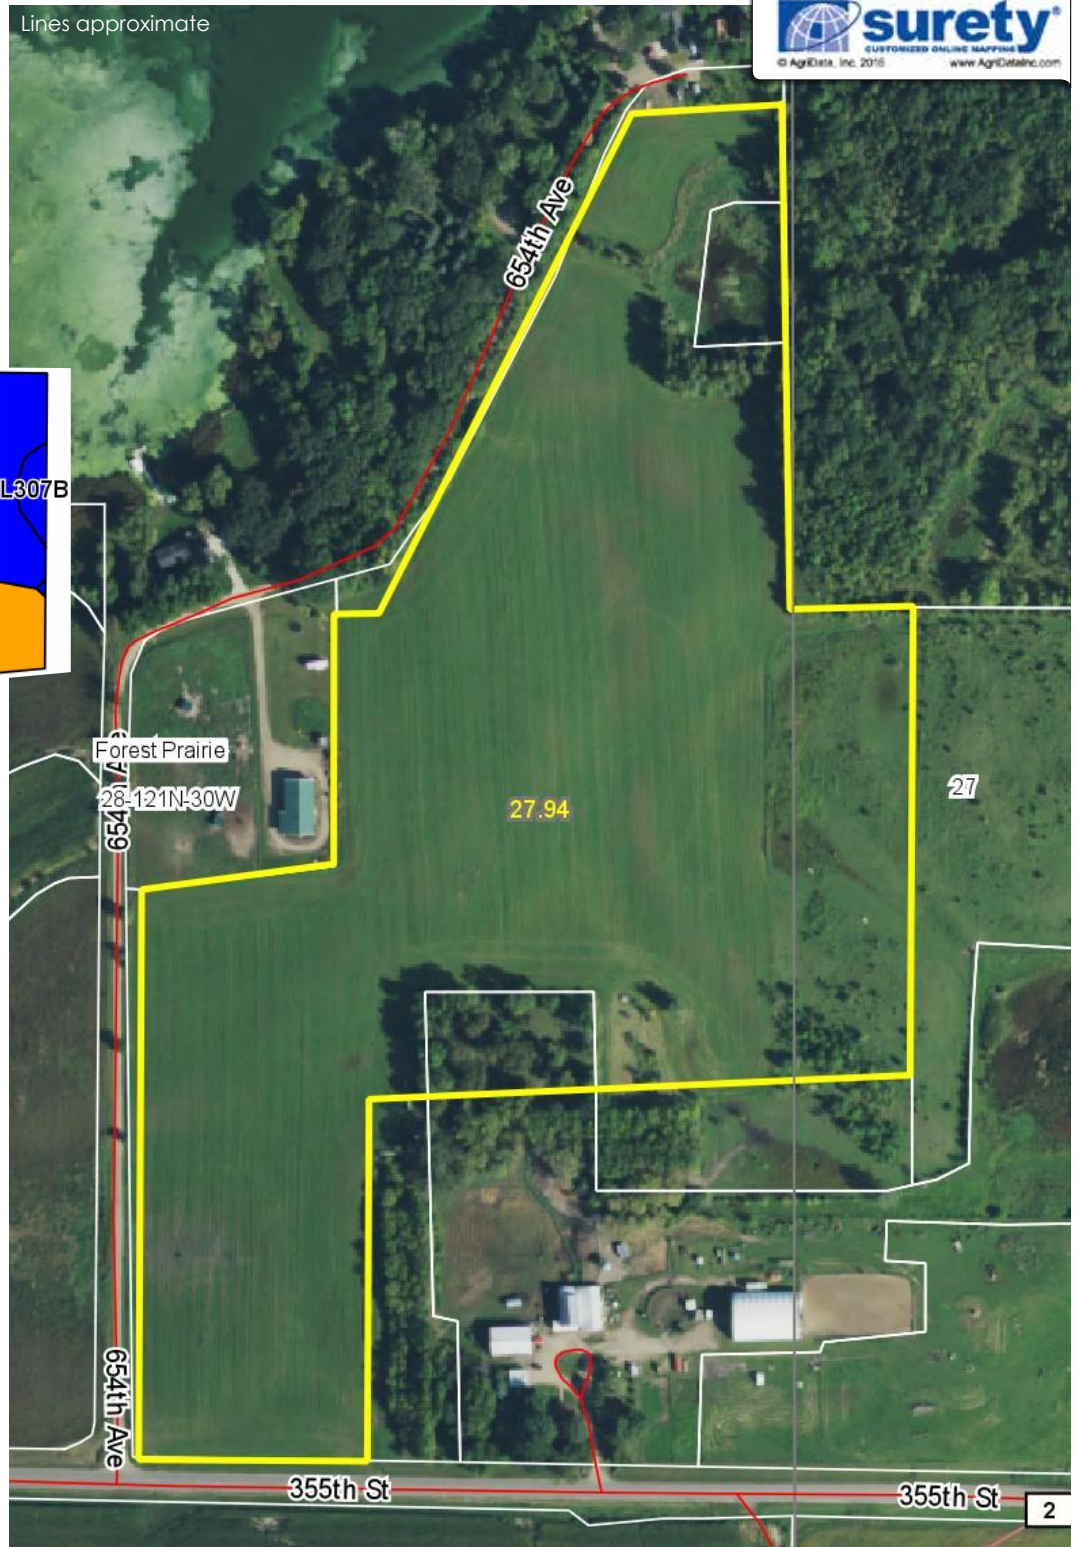 Lines approximate
surety®
CUSTOMIZED ONLINE MAPPING
© AgriData, Inc. 2016 www.AgriDataInc.com
654th Ave
L307B
Forest Prairie
654th Ave
28-121N-30W
27.94
27
654th Ave
355th St
355th St
2